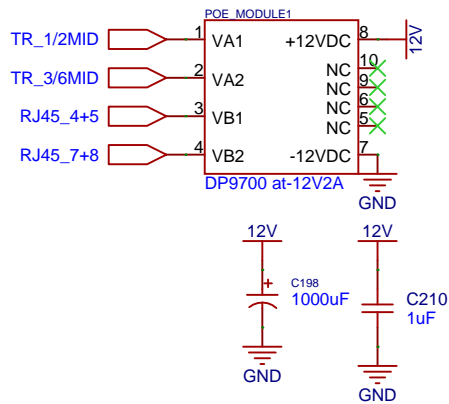 POE_MODULE1
TR_1/2MID 1 VA1 +12VDC 8 12V
NC 10
TR_3/6MID 2 VA2 NC 9
RJ45_4+5 3 VB1 NC 6
NC 5
RJ45_7+8 4 VB2 -12VDC 7
DP9700 at-12V2A
GND
12V 12V
+ C198 1000uF
C210 1uF
GND
GND